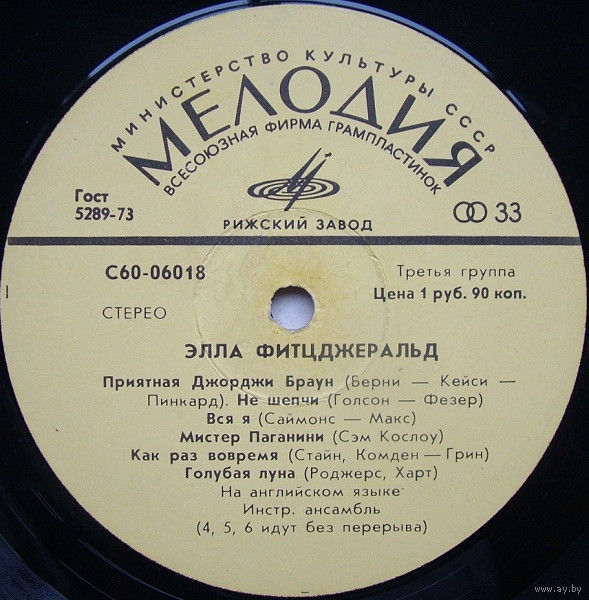 МИНИСТЕРСТВО КУЛЬТУРЫ СССР
МЕЛОДИЯ
ВСЕСОЮЗНАЯ ФИРМА ГРАМПЛАСТИНОК
Гост
5289-73
33
РИЖСКИЙ ЗАВОД
С60-06018
Третья группа
Цена 1 руб. 90 коп.
СТЕРЕО
ЭЛЛА ФИТЦДЖЕРАЛЬД
Приятная Джорджи Браун (Берни — Кейси —
Пинкард). Не шепчи (Голсон — Фезер)
Вся я (Саймонс — Макс)
Мистер Паганини (Сэм Кослоу)
Как раз вовремя (Стайн, Комден — Грин)
Голубая луна (Роджерс, Харт)
На английском языке
Инстр. ансамбль
(4, 5, 6 идут без перерыва)
www.ay.by